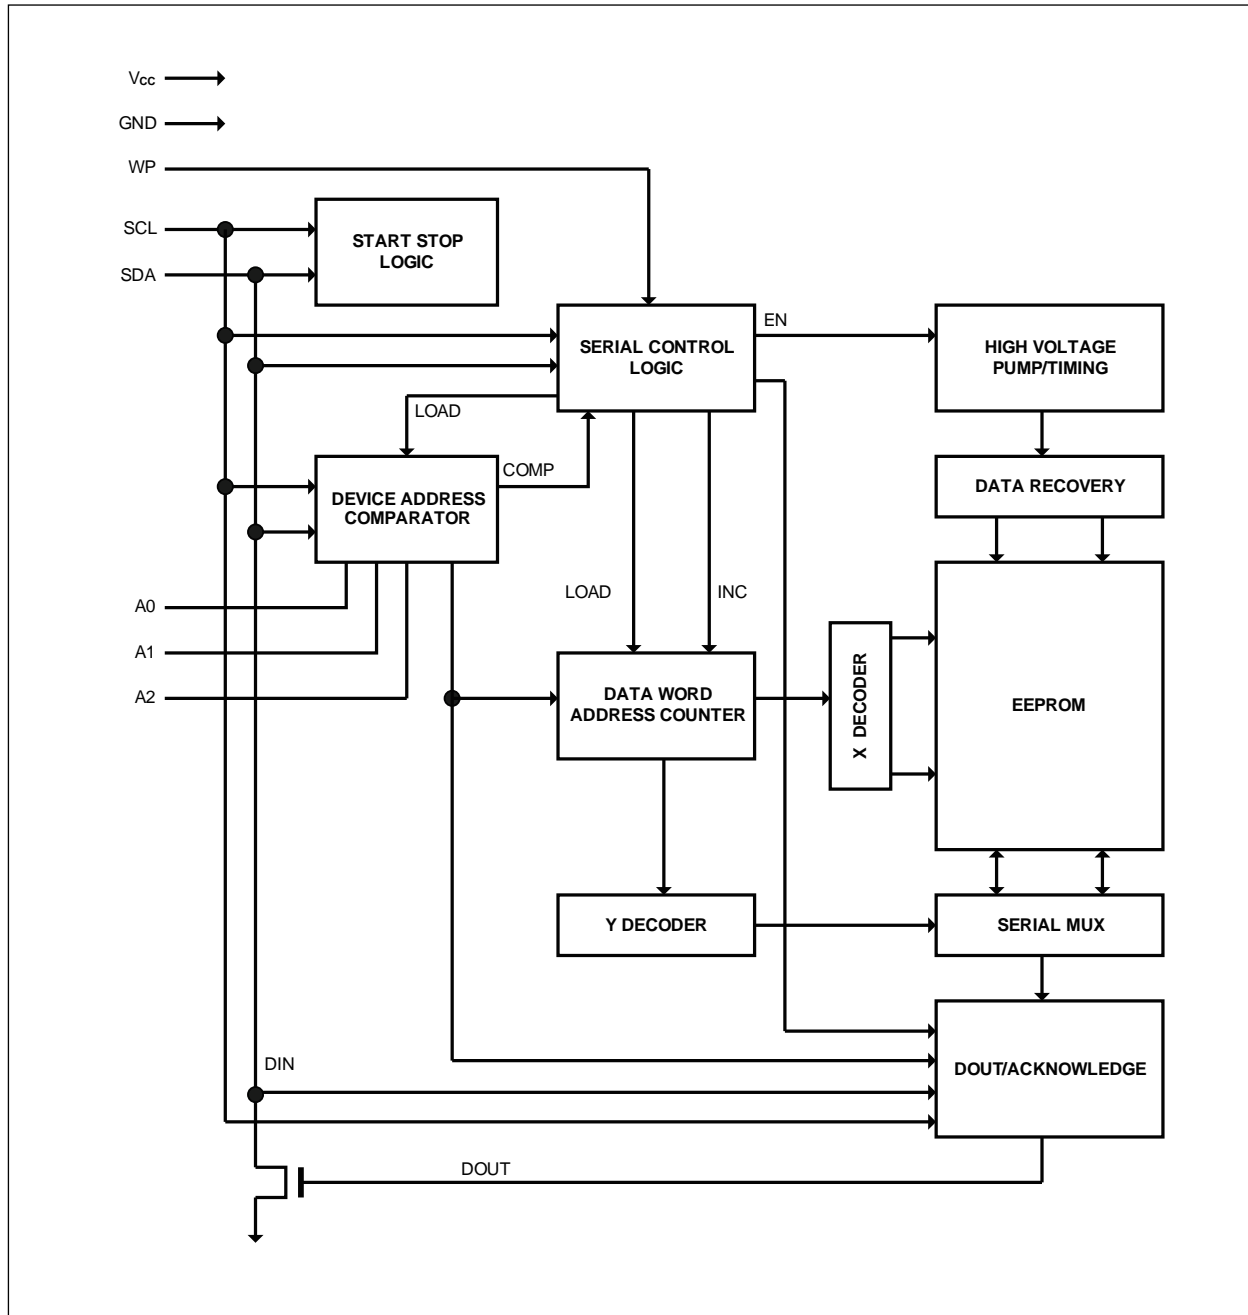 Vcc
GND
WP
SCL
SDA
START STOP
LOGIC
SERIAL CONTROL
LOGIC
EN
HIGH VOLTAGE
PUMP/TIMING
LOAD
COMP
DEVICE ADDRESS
COMPARATOR
DATA RECOVERY
A0
A1
A2
LOAD
INC
DATA WORD
ADDRESS COUNTER
X DECODER
EEPROM
Y DECODER
SERIAL MUX
DIN
DOUT/ACKNOWLEDGE
DOUT